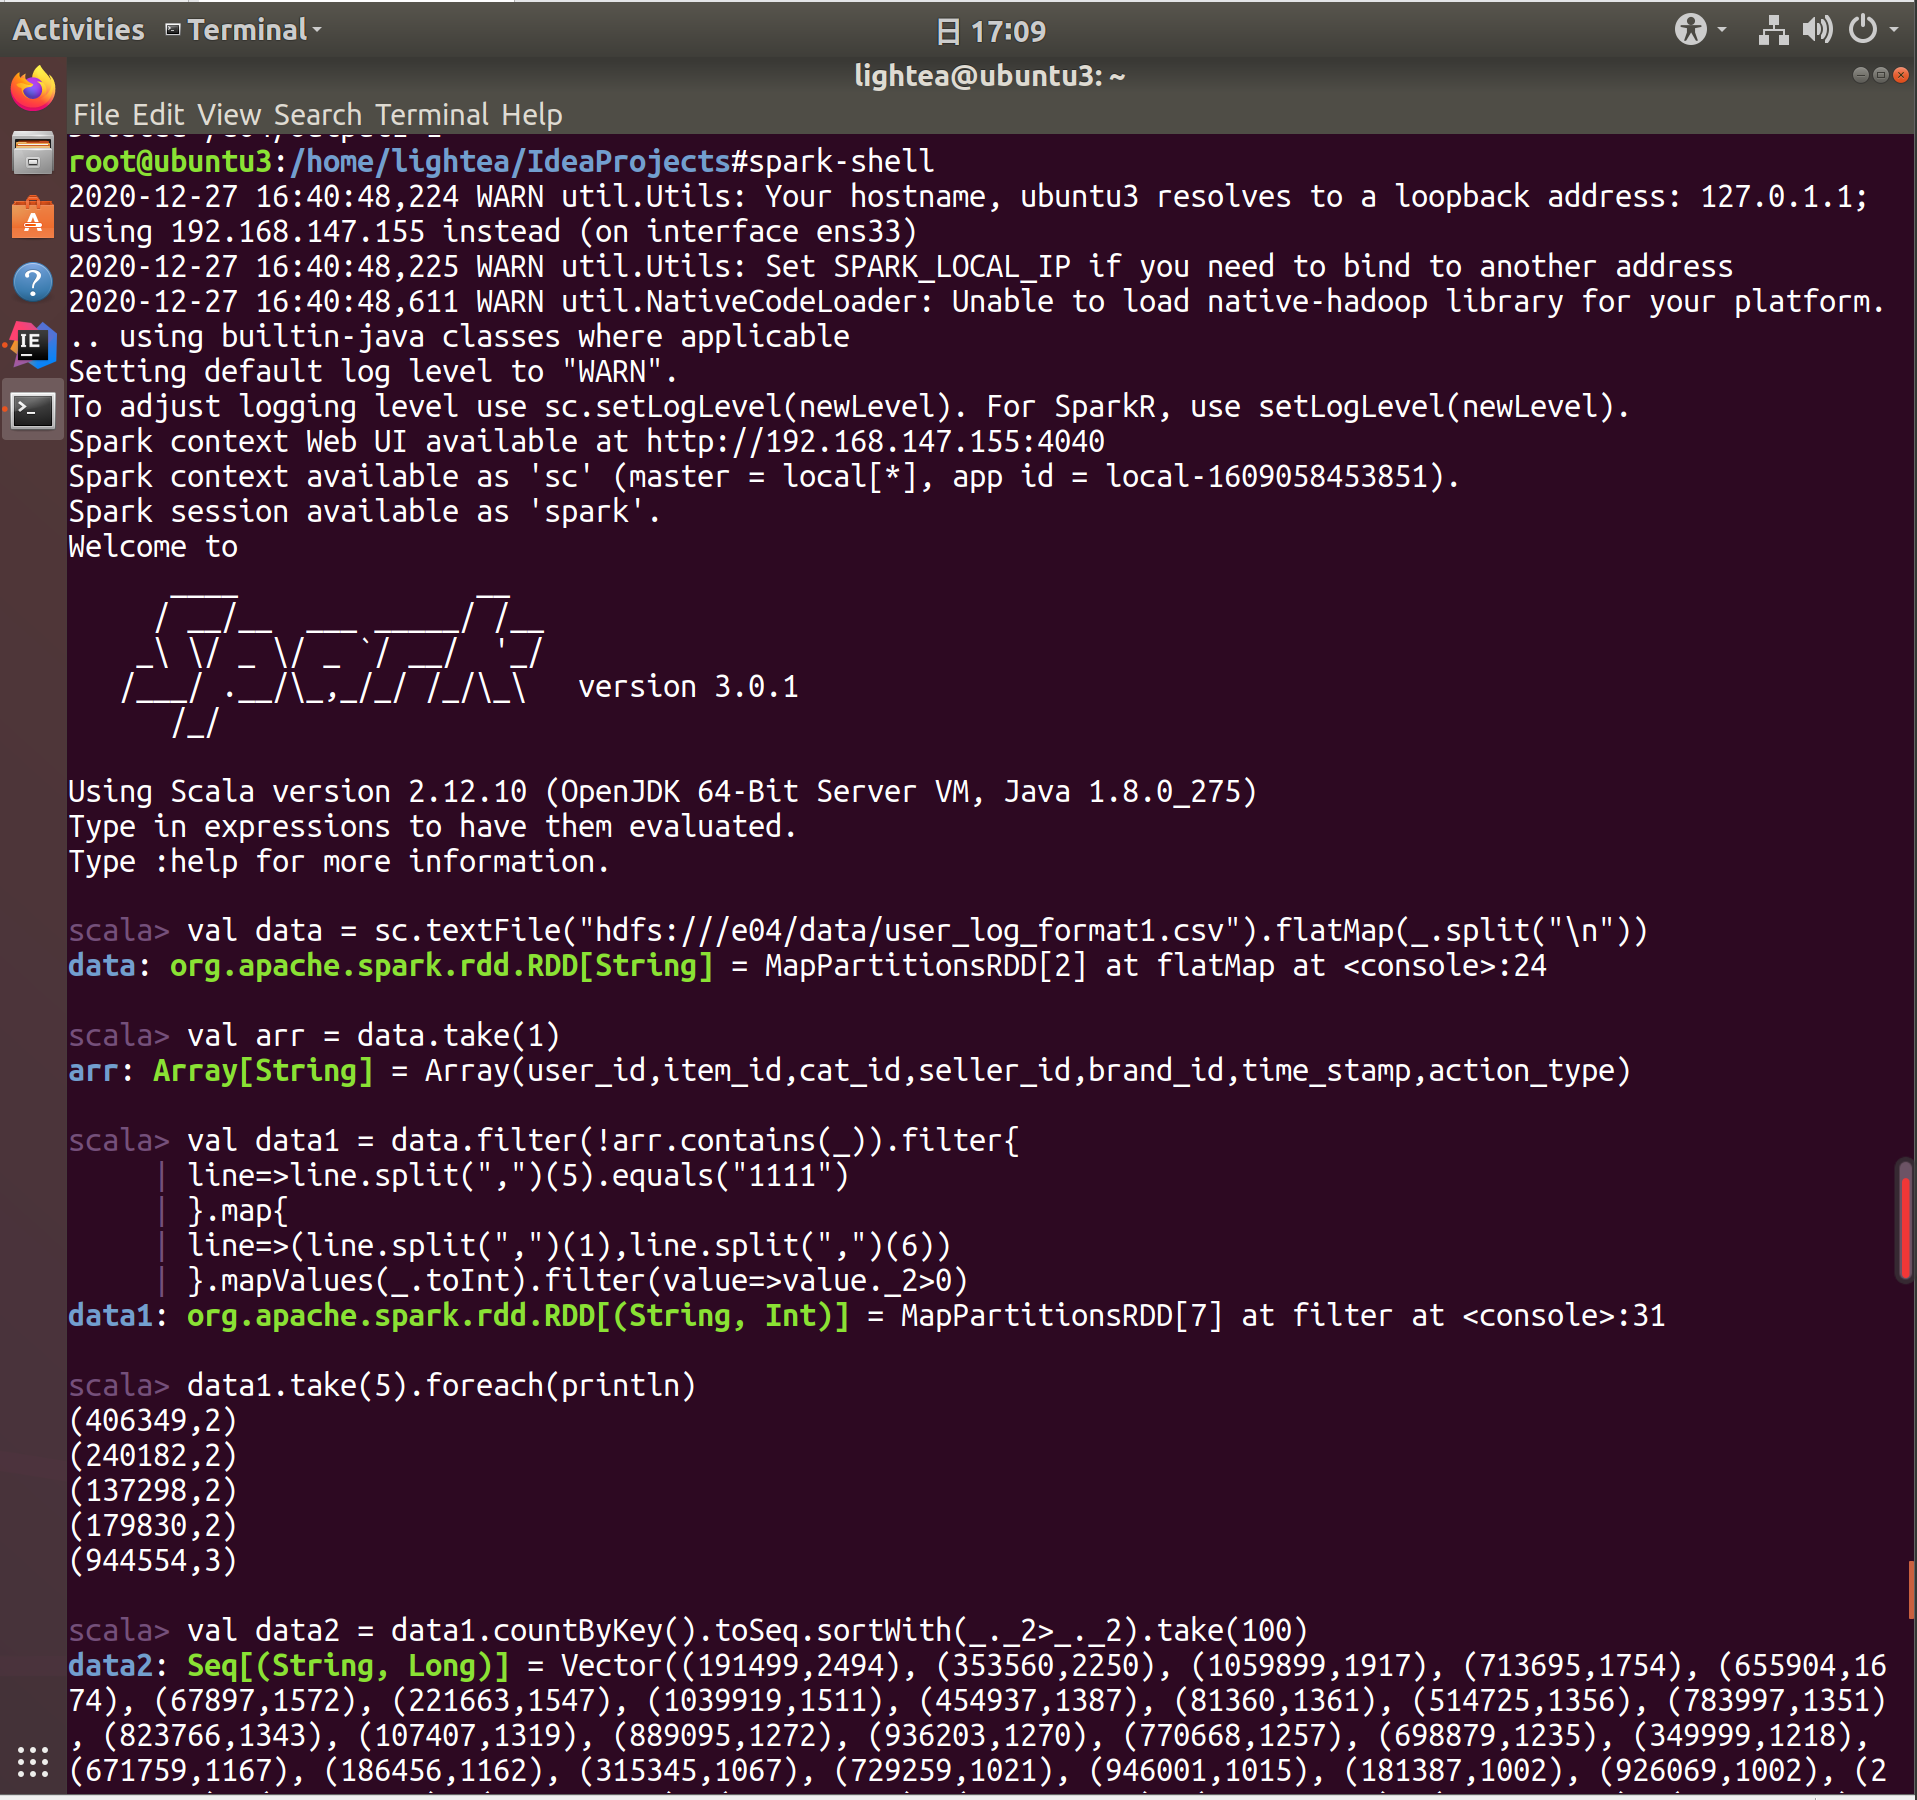 Activities Terminal
日 17:09
lightea@ubuntu3: ~
File Edit View Search Terminal Help
root@ubuntu3:/home/lightea/IdeaProjects#spark-shell
2020-12-27 16:40:48,224 WARN util.Utils: Your hostname, ubuntu3 resolves to a loopback address: 127.0.1.1;
using 192.168.147.155 instead (on interface ens33)
2020-12-27 16:40:48,225 WARN util.Utils: Set SPARK_LOCAL_IP if you need to bind to another address
2020-12-27 16:40:48,611 WARN util.NativeCodeLoader: Unable to load native-hadoop library for your platform.
.. using builtin-java classes where applicable
Setting default log level to "WARN".
To adjust logging level use sc.setLogLevel(newLevel). For SparkR, use setLogLevel(newLevel).
Spark context Web UI available at http://192.168.147.155:4040
Spark context available as 'sc' (master = local[*], app id = local-1609058453851).
Spark session available as 'spark'.
Welcome to
      ____              __
     / __/__  ___ _____/ /__
    _\ \/ _ \/ _ `/ __/  '_/
   /___/ .__/\_,_/_/ /_/\_\   version 3.0.1
      /_/
Using Scala version 2.12.10 (OpenJDK 64-Bit Server VM, Java 1.8.0_275)
Type in expressions to have them evaluated.
Type :help for more information.
scala> val data = sc.textFile("hdfs:///e04/data/user_log_format1.csv").flatMap(_.split("\n"))
data: org.apache.spark.rdd.RDD[String] = MapPartitionsRDD[2] at flatMap at <console>:24
scala> val arr = data.take(1)
arr: Array[String] = Array(user_id,item_id,cat_id,seller_id,brand_id,time_stamp,action_type)
scala> val data1 = data.filter(!arr.contains(_)).filter{
     | line=>line.split(",")(5).equals("1111")
     | }.map{
     | line=>(line.split(",")(1),line.split(",")(6))
     | }.mapValues(_.toInt).filter(value=>value._2>0)
data1: org.apache.spark.rdd.RDD[(String, Int)] = MapPartitionsRDD[7] at filter at <console>:31
scala> data1.take(5).foreach(println)
(406349,2)
(240182,2)
(137298,2)
(179830,2)
(944554,3)
scala> val data2 = data1.countByKey().toSeq.sortWith(_._2>_._2).take(100)
data2: Seq[(String, Long)] = Vector((191499,2494), (353560,2250), (1059899,1917), (713695,1754), (655904,16
74), (67897,1572), (221663,1547), (1039919,1511), (454937,1387), (81360,1361), (514725,1356), (783997,1351)
, (823766,1343), (107407,1319), (889095,1272), (936203,1270), (770668,1257), (698879,1235), (349999,1218),
(671759,1167), (186456,1162), (315345,1067), (729259,1021), (946001,1015), (181387,1002), (926069,1002), (2